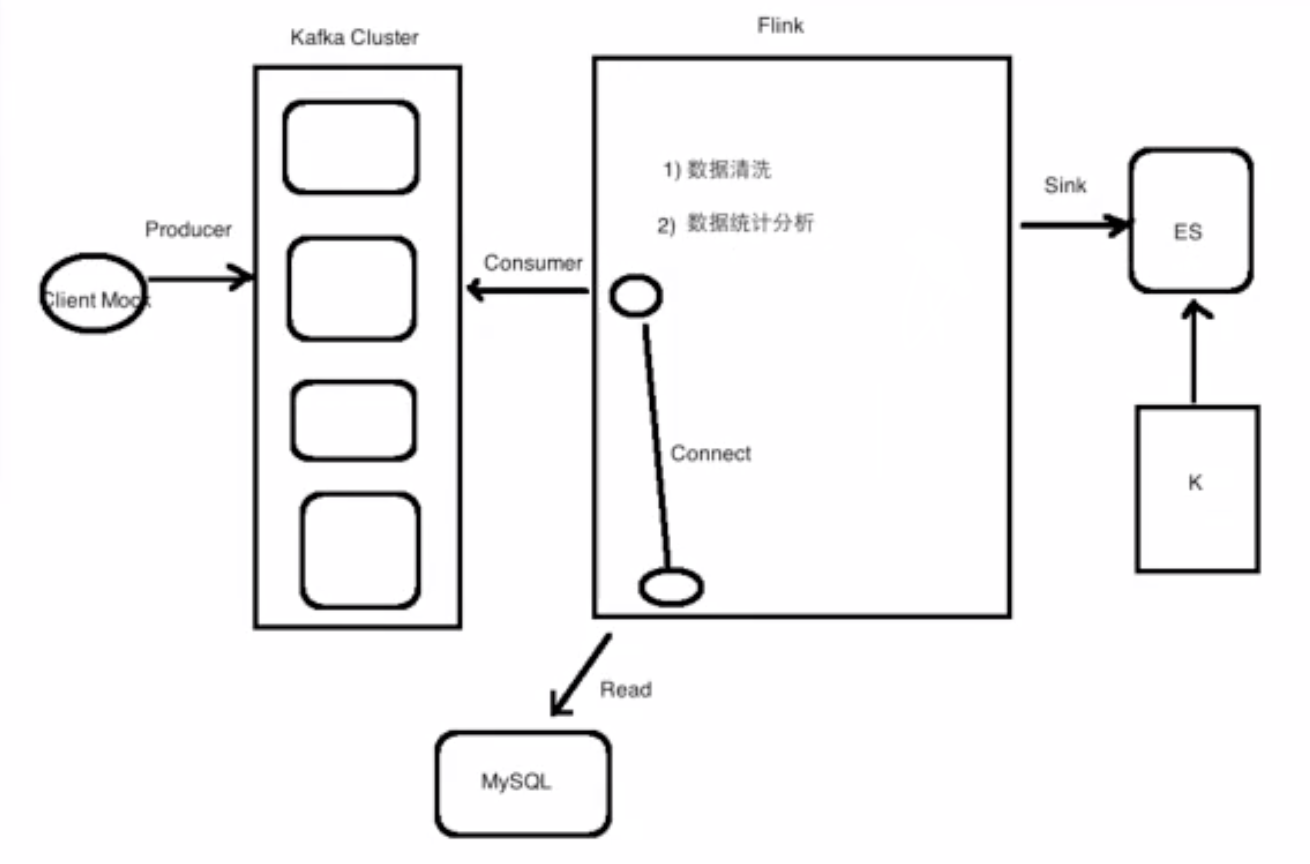 Kafka Cluster
Flink
1) 数据清洗
2) 数据统计分析
Sink
ES
Producer
Client Mock
Consumer
Connect
K
Read
MySQL